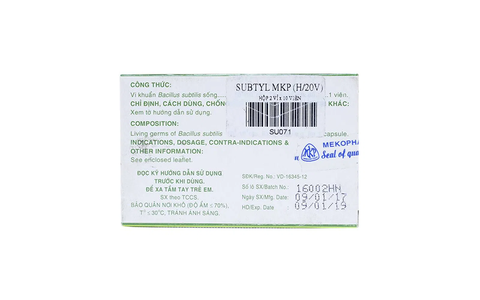 CÔNG THỨC:
Vi khuẩn Bacillus subtilis sống....
1 viên.
CHỈ ĐỊNH, CÁCH DÙNG, CHỐN
KHÁC:
Xem tờ hướng dẫn sử dụng.
COMPOSITION:
Living germs of Bacillus subtilis
capsule.
INDICATIONS, DOSAGE, CONTRA-INDICATIONS &
OTHER INFORMATION:
See enclosed leaflet.
ĐỌC KỸ HƯỚNG DẪN SỬ DỤNG
TRƯỚC KHI DÙNG.
ĐỂ XA TẦM TAY TRẺ EM.
SX theo TCCS.
BẢO QUẢN NƠI KHÔ (ĐỘ ẨM ≤ 70%),
T° ≤ 30°C, TRÁNH ÁNH SÁNG.
SUBTYL MKP (H/20V)
HỘP 2 VỈ x 10 VIÊN
SU071
MKP
MEKOPHA
Seal of qua
SĐK/Reg. No. VD-16345-12
Số lô SX/Batch No. 16002HN
Ngày SX/Mfg. Date: 09/01/17
HD/Exp. Date 09/01/19